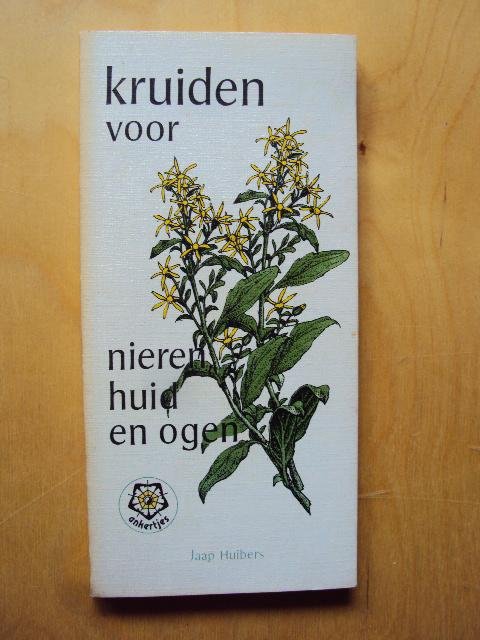 kruiden
voor
nieren
huid
en ogen
ankertjes
Jaap Huibers